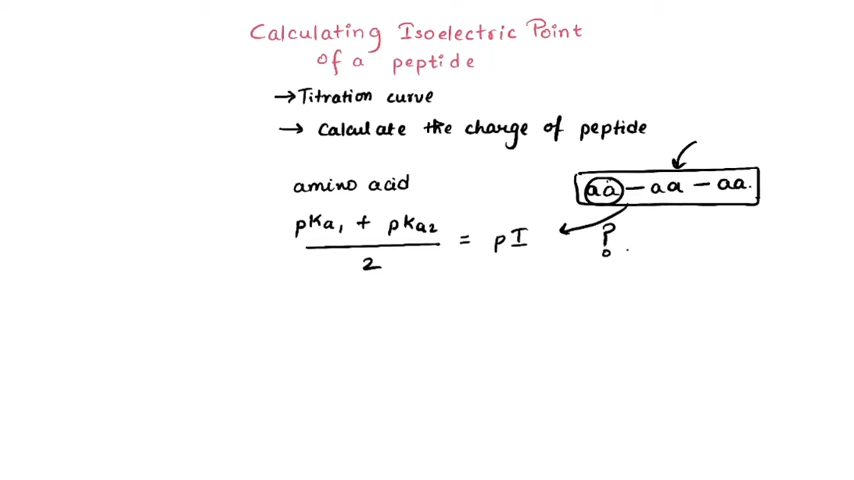 Calculating Isoelectric Point
of a peptide
→ Titration curve
→ Calculate the charge of peptide
amino acid
aa – aa – aa.
pKa1 + pKa2
2
= pI
?